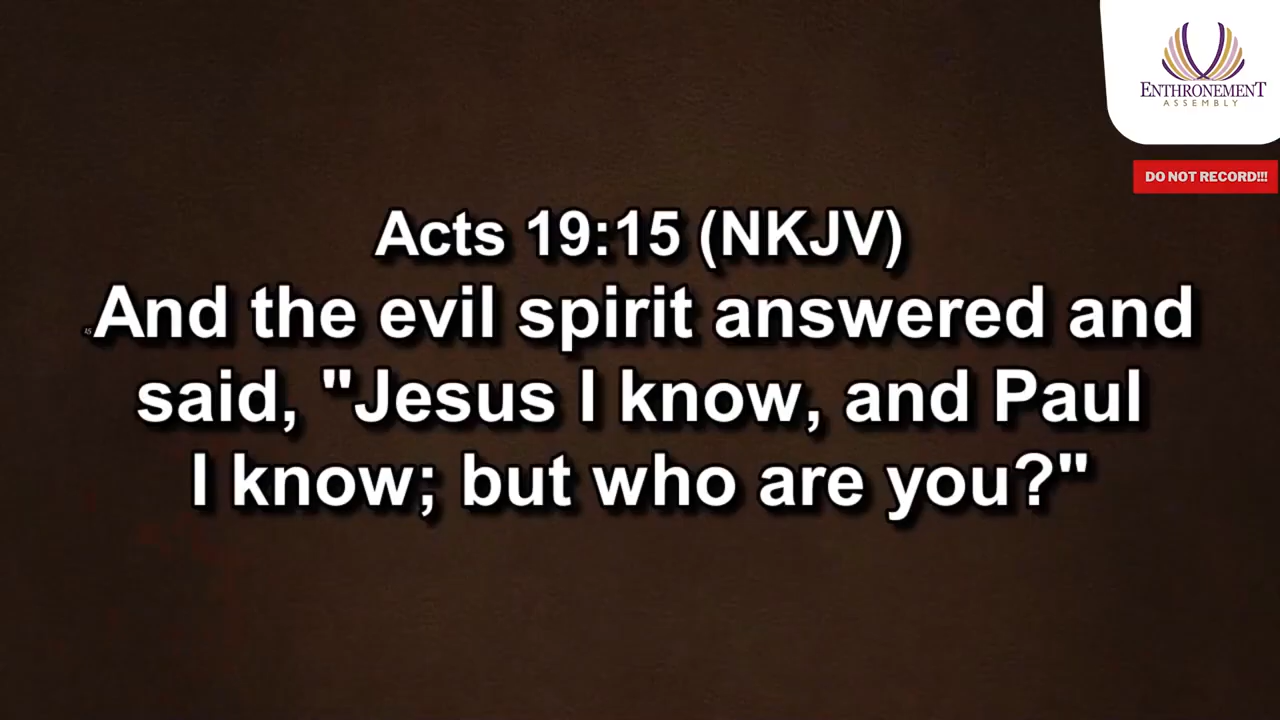 ENTHRONEMENT
ASSEMBLY
DO NOT RECORD!!!
Acts 19:15 (NKJV)
15 And the evil spirit answered and
said, "Jesus I know, and Paul
I know; but who are you?"